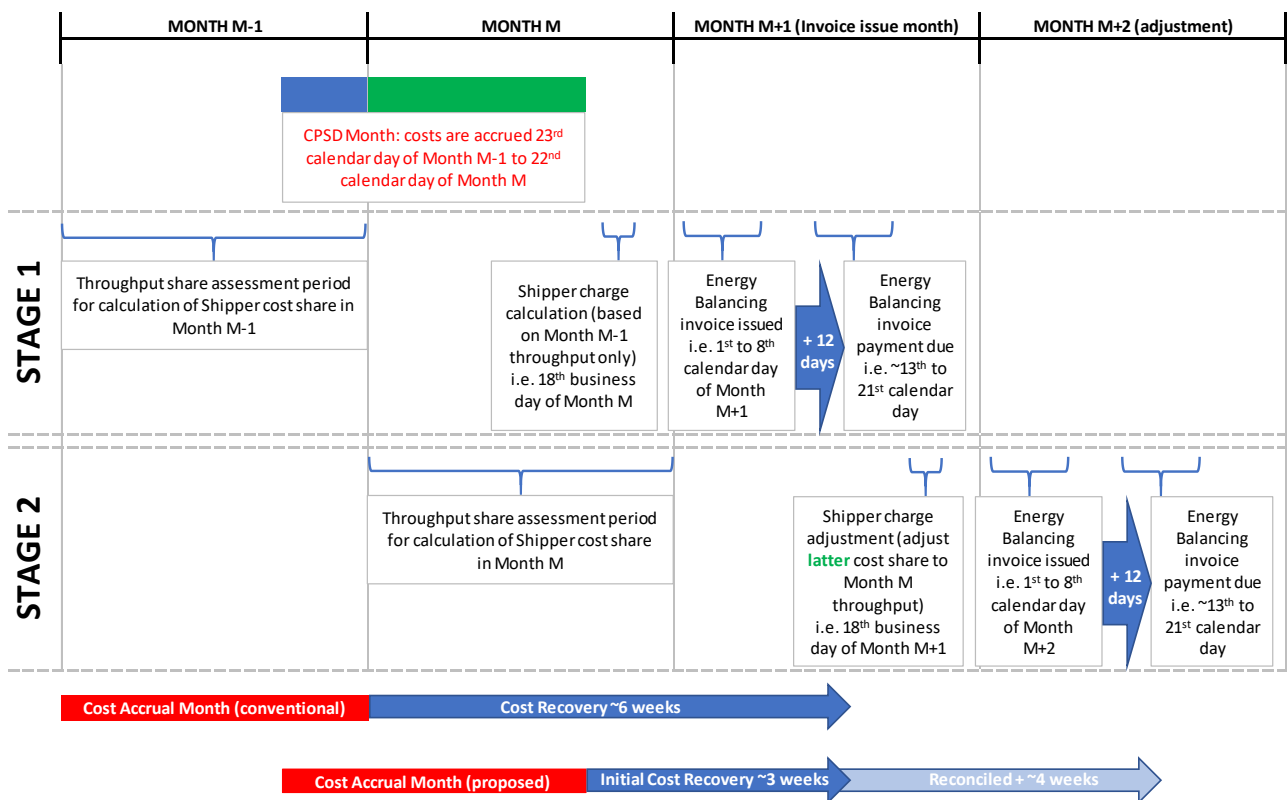 MONTH M-1
MONTH M
MONTH M+1 (Invoice issue month)
MONTH M+2 (adjustment)
CPSD Month: costs are accrued 23rd
calendar day of Month M-1 to 22nd
calendar day of Month M
STAGE 1
Throughput share assessment period
for calculation of Shipper cost share in
Month M-1
Shipper
charge
calculation (based
on Month M-1
throughput only)
i.e. 18th business
day of Month M
Energy
Balancing
invoice issued
i.e. 1st to 8th
calendar day
of Month
M+1
+ 12
days
Energy
Balancing
invoice
payment due
i.e. ~13th to
21st calendar
day
STAGE 2
Throughput share assessment period
for calculation of Shipper cost share
in Month M
Shipper charge
adjustment (adjust
latter cost share to
Month M
throughput)
i.e. 18th business
day of Month M+1
Energy
Balancing
invoice issued
i.e. 1st to 8th
calendar day
of Month
M+2
+ 12
days
Energy
Balancing
invoice
payment due
i.e. ~13th to
21st calendar
day
Cost Accrual Month (conventional)
Cost Recovery ~6 weeks
Cost Accrual Month (proposed)
Initial Cost Recovery ~3 weeks
Reconciled + ~4 weeks